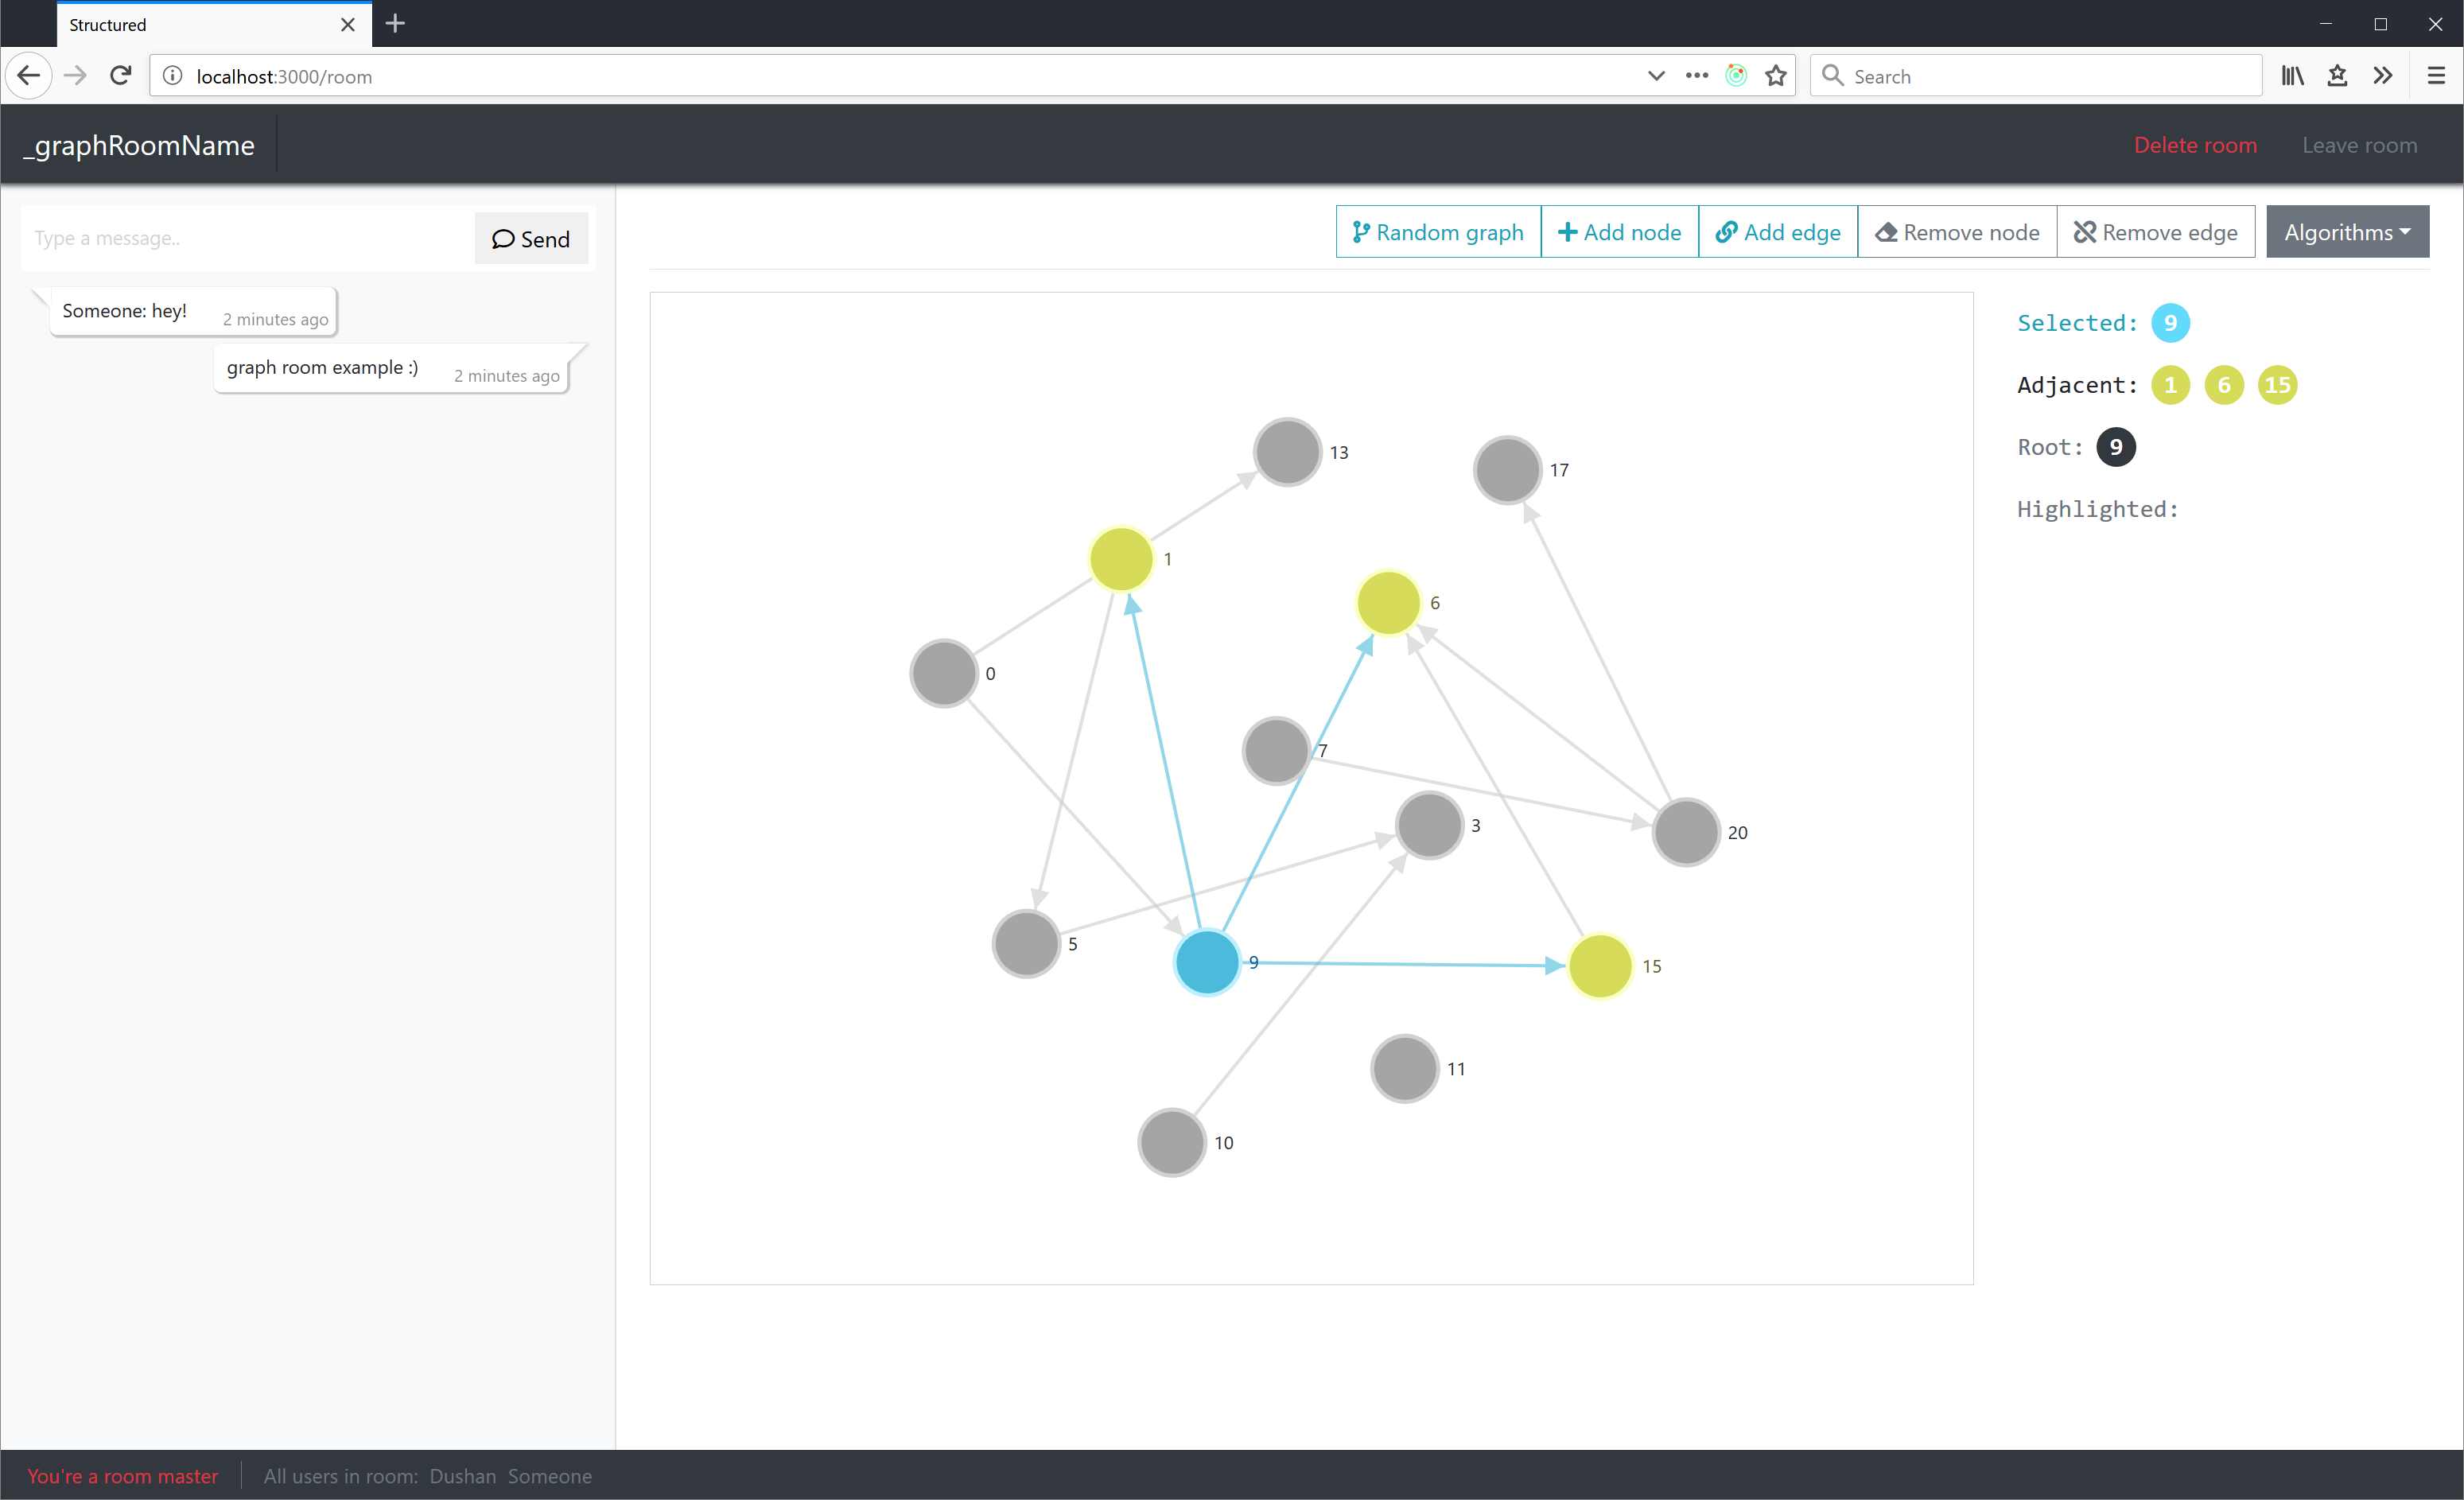 Structured
localhost:3000/room
Search
_graphRoomName
Delete room
Leave room
Type a message..
Send
Someone: hey! 2 minutes ago
graph room example :) 2 minutes ago
Random graph
Add node
Add edge
Remove node
Remove edge
Algorithms
Selected: 9
Adjacent: 1 6 15
Root: 9
Highlighted:
13
17
1
6
0
7
3
20
5
9
15
11
10
You're a room master
All users in room: Dushan Someone